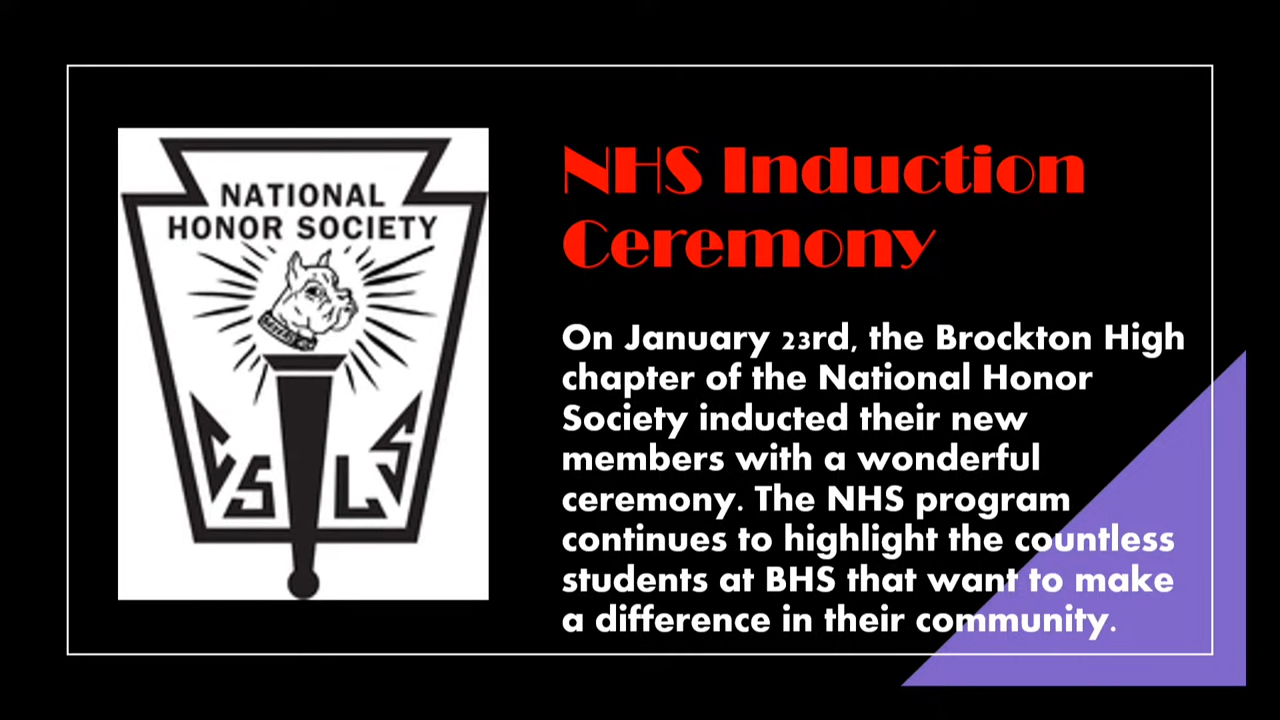 NATIONAL
HONOR SOCIETY
C S L S
NHS Induction
Ceremony
On January 23rd, the Brockton High
chapter of the National Honor
Society inducted their new
members with a wonderful
ceremony. The NHS program
continues to highlight the countless
students at BHS that want to make
a difference in their community.